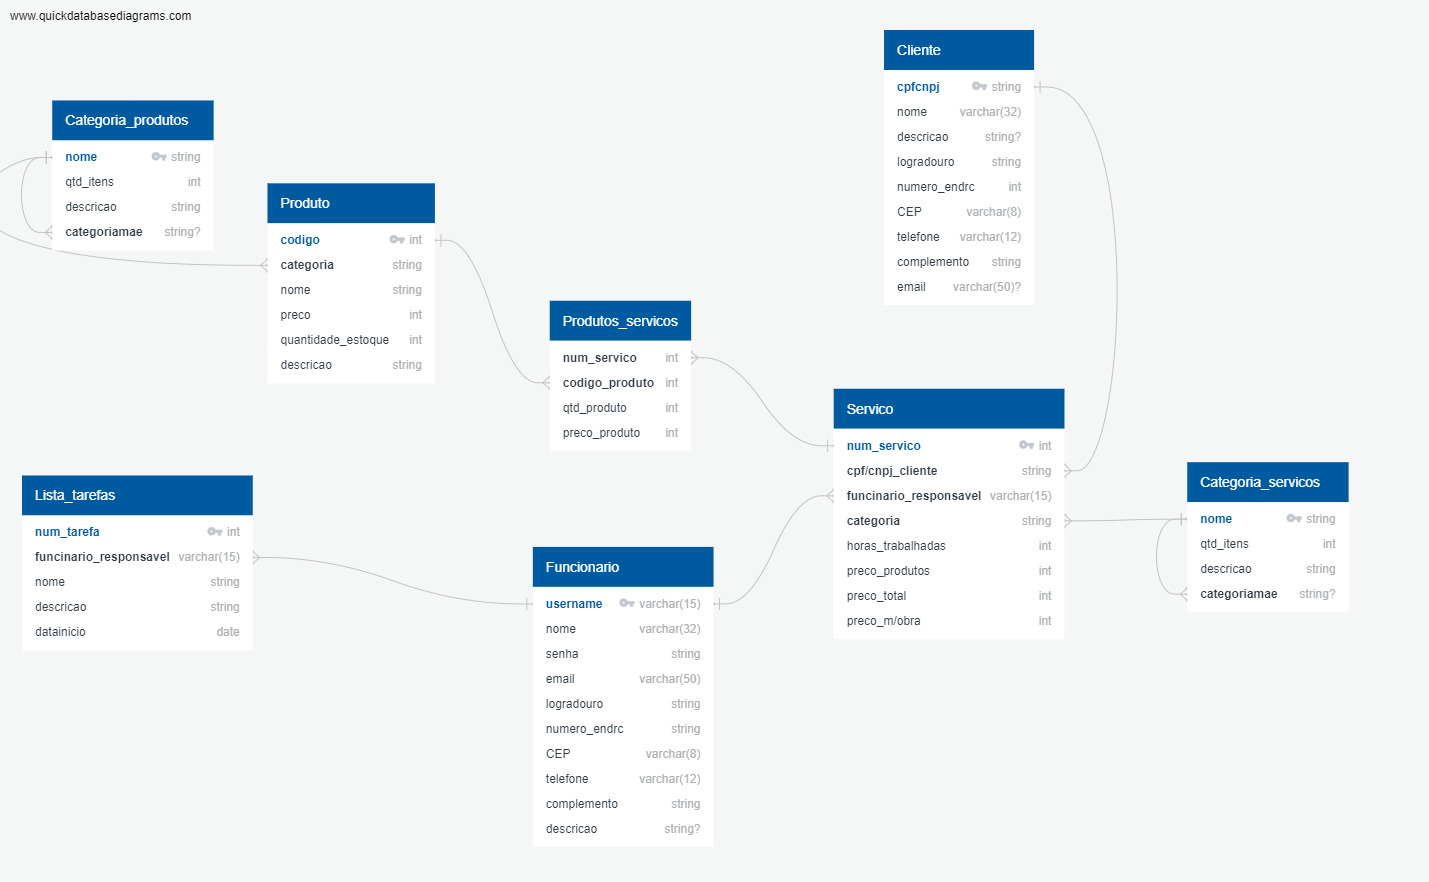 www.quickdatabasediagrams.com
Cliente
cpfcnpj string
nome varchar(32)
descricao string?
logradouro string
numero_endrc int
CEP varchar(8)
telefone varchar(12)
complemento string
email varchar(50)?
Categoria_produtos
nome string
qtd_itens int
descricao string
categoriamae string?
Produto
codigo int
categoria string
nome string
preco int
quantidade_estoque int
descricao string
Produtos_servicos
num_servico int
codigo_produto int
qtd_produto int
preco_produto int
Servico
num_servico int
cpf/cnpj_cliente string
funcinario_responsavel varchar(15)
categoria string
horas_trabalhadas int
preco_produtos int
preco_total int
preco_m/obra int
Categoria_servicos
nome string
qtd_itens int
descricao string
categoriamae string?
Lista_tarefas
num_tarefa int
funcinario_responsavel varchar(15)
nome string
descricao string
datainicio date
Funcionario
username varchar(15)
nome varchar(32)
senha string
email varchar(50)
logradouro string
numero_endrc string
CEP varchar(8)
telefone varchar(12)
complemento string
descricao string?